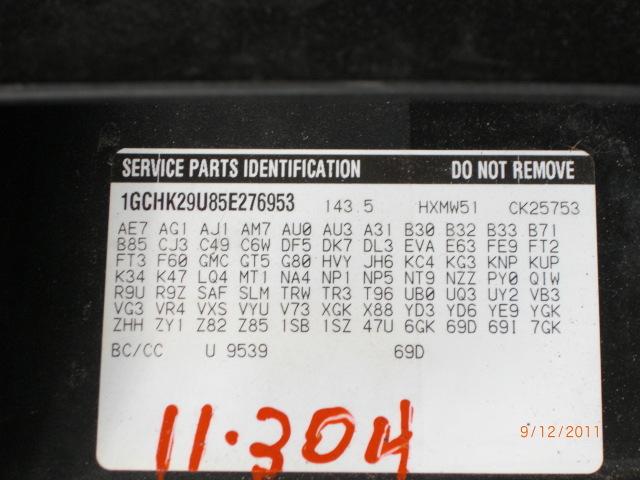 SERVICE PARTS IDENTIFICATION DO NOT REMOVE
1GCHK29U85E276953 143.5 HXMW51 CK25753
AE7 AG1 AJ1 AM7 AU0 AU3 A31 B30 B32 B33 B71
B85 CJ3 C49 C6W DF5 DK7 DL3 EVA E63 FE9 FT2
FT3 F60 GMC GT5 G80 HVY JH6 KC4 KG3 KNP KUP
K34 K47 LQ4 MT1 NA4 NP1 NP5 NT9 NZZ PY0 Q1W
R9U R9Z SAF SLM TRW TR3 T96 UB0 UQ3 UY2 VB3
VG3 VR4 VXS VYU V73 XGK X88 YD3 YD6 YE9 YGK
ZHH ZY1 Z82 Z85 1SB 1SZ 47U 6GK 69D 69I 7GK
BC/CC U 9539 69D
11.304
9/12/2011